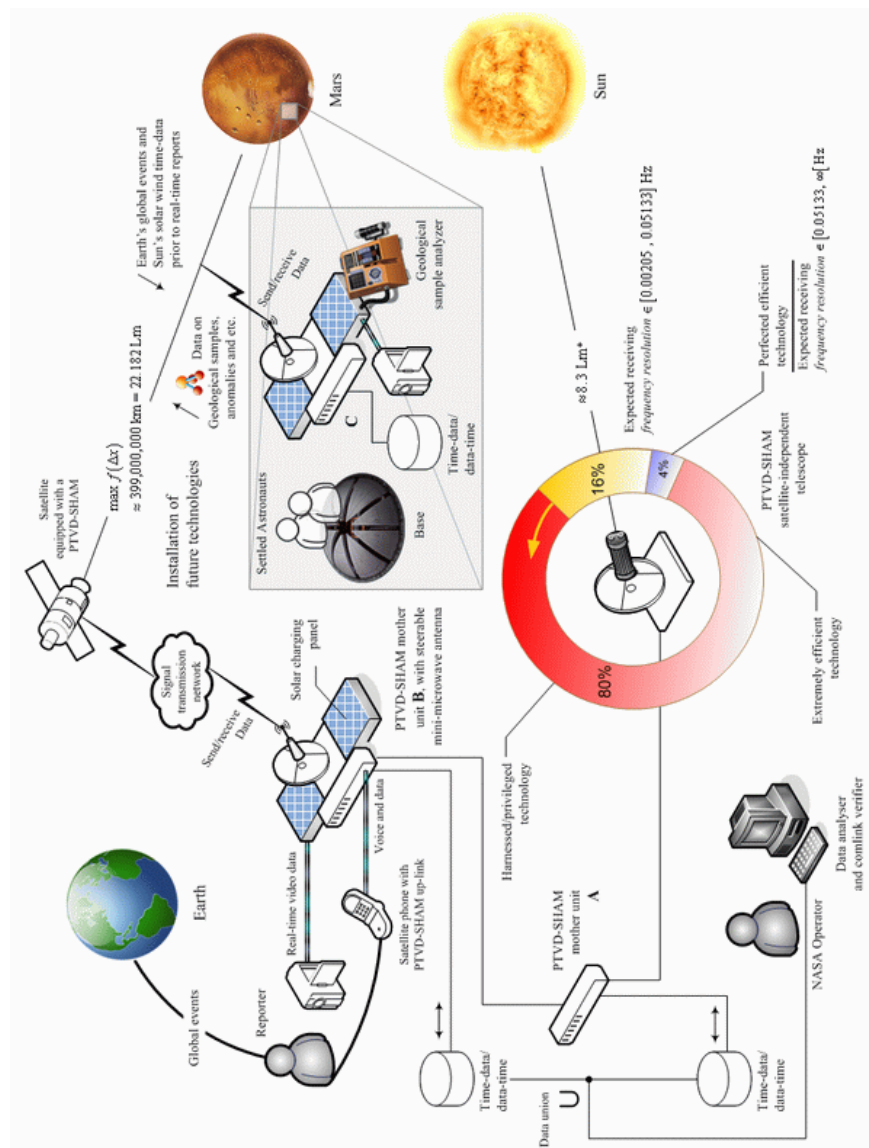 Earth
Global events
Reporter
Real-time video data
Satellite phone with
PTVD-SHAM up-link
Voice and data
Solar charging
panel
PTVD-SHAM mother
unit B, with steerable
mini-microwave antenna
Send/receive
Data
Signal
transmission
network
Satellite
equipped with a
PTVD-SHAM
max f(Δx)
≈ 399,000,000 km = 22.182 Lm
Installation of
future technologies
Earth's global events and
Sun's solar wind time-data
prior to real-time reports
Data on
Geological samples,
anomalies and etc.
Send/receive
Data
Mars
Settled Astronauts
Base
C
Time-data/
data-time
Geological
sample analyzer
Sun
≈8.3 Lm*
Expected receiving
frequency resolution ∈ [0.00205 , 0.05133] Hz
Perfected efficient
technology
Expected receiving
frequency resolution ∈ [0.05133, ∞[ Hz
PTVD-SHAM
satellite-independent
telescope
80%
16%
4%
Harnessed/privileged
technology
Extremely efficient
technology
Time-data/
data-time
PTVD-SHAM
mother unit
A
Data union
∪
Time-data/
data-time
NASA Operator
Data analyser
and comlink verifier